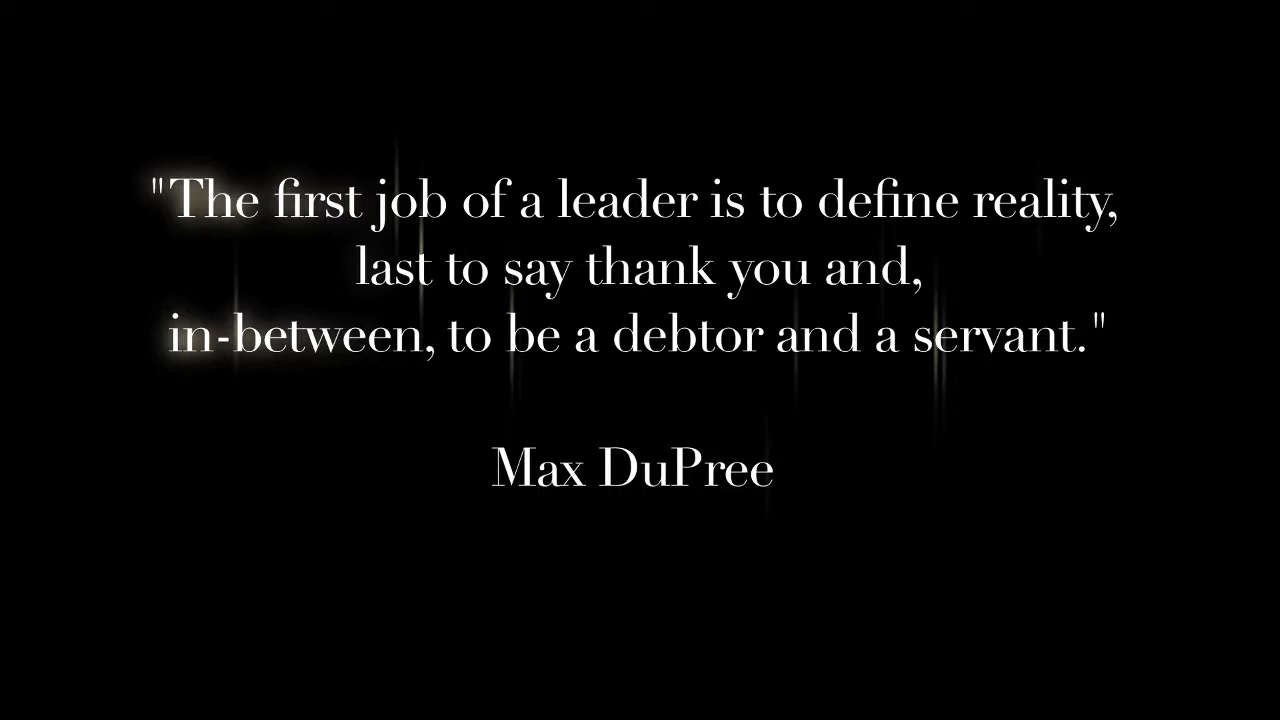 "The first job of a leader is to define reality,
last to say thank you and,
in-between, to be a debtor and a servant."
Max DuPree